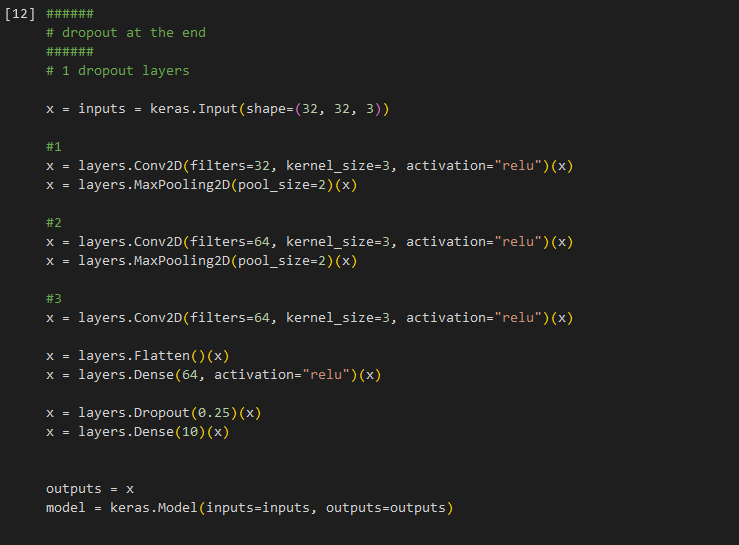 [12] ######
# dropout at the end
######
# 1 dropout layers
x = inputs = keras.Input(shape=(32, 32, 3))
#1
x = layers.Conv2D(filters=32, kernel_size=3, activation="relu")(x)
x = layers.MaxPooling2D(pool_size=2)(x)
#2
x = layers.Conv2D(filters=64, kernel_size=3, activation="relu")(x)
x = layers.MaxPooling2D(pool_size=2)(x)
#3
x = layers.Conv2D(filters=64, kernel_size=3, activation="relu")(x)
x = layers.Flatten()(x)
x = layers.Dense(64, activation="relu")(x)
x = layers.Dropout(0.25)(x)
x = layers.Dense(10)(x)
outputs = x
model = keras.Model(inputs=inputs, outputs=outputs)